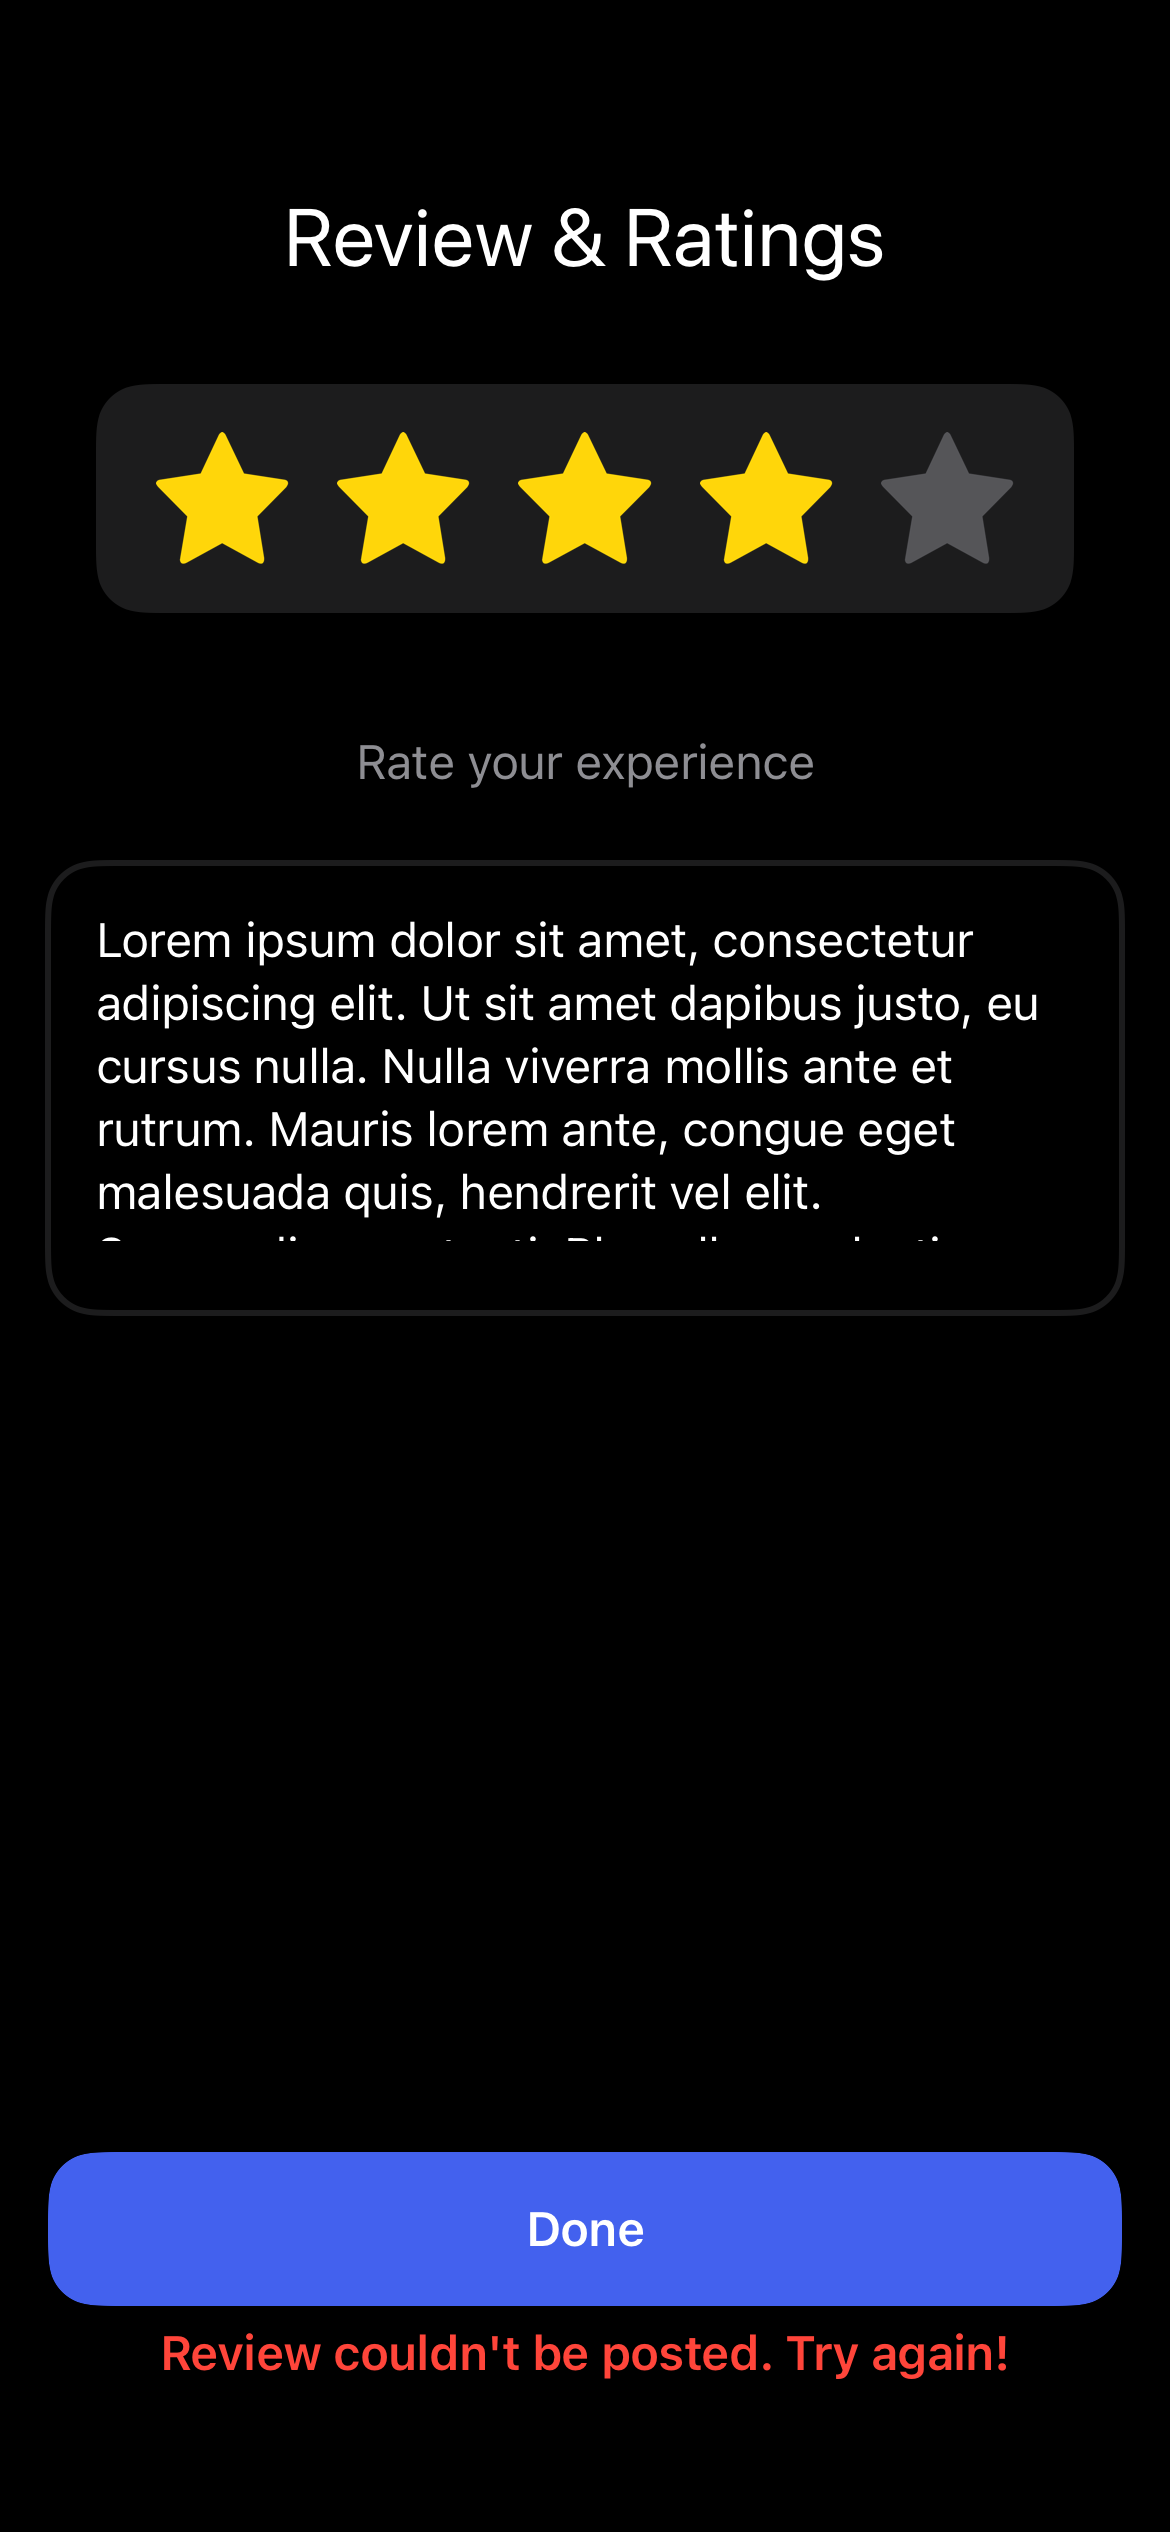 Review & Ratings
Rate your experience
Lorem ipsum dolor sit amet, consectetur
adipiscing elit. Ut sit amet dapibus justo, eu
cursus nulla. Nulla viverra mollis ante et
rutrum. Mauris lorem ante, congue eget
malesuada quis, hendrerit vel elit.
Done
Review couldn't be posted. Try again!